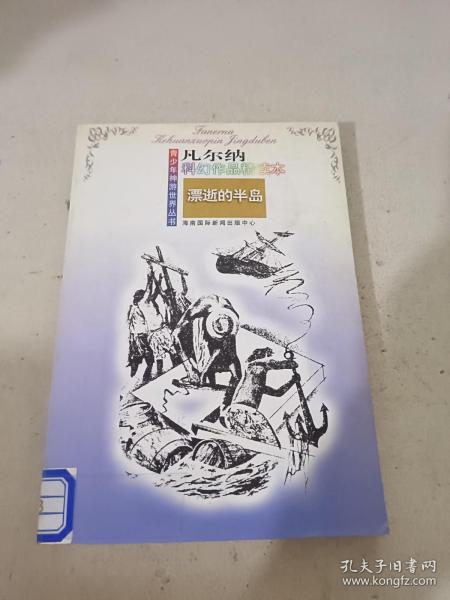 Fanerna
Kehuanzuopin Jingduben
凡尔纳
科幻作品精读本
青少年神游世界丛书
漂逝的半岛
海南国际新闻出版中心
孔夫子旧书网
www.kongfz.com